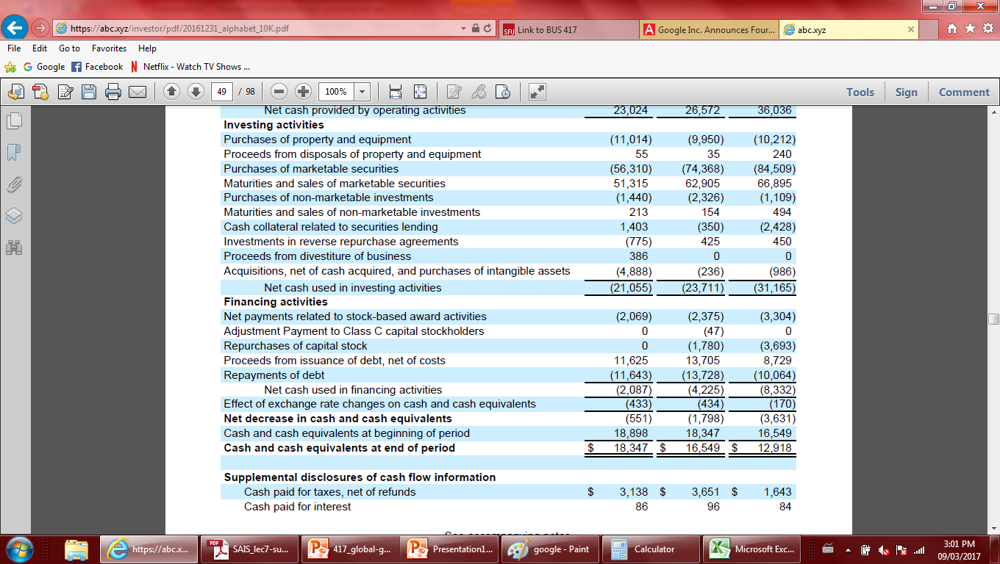 https://abc.xyz/investor/pdf/20161231_alphabet_10K.pdf
SFU Link to BUS 417
A Google Inc. Announces Four...
abc.xyz
File Edit Go to Favorites Help
G Google f Facebook N Netflix - Watch TV Shows ...
49 / 98 100% Tools Sign Comment
Net cash provided by operating activities 23,024 26,572 36,036
Investing activities
Purchases of property and equipment (11,014) (9,950) (10,212)
Proceeds from disposals of property and equipment 55 35 240
Purchases of marketable securities (56,310) (74,368) (84,509)
Maturities and sales of marketable securities 51,315 62,905 66,895
Purchases of non-marketable investments (1,440) (2,326) (1,109)
Maturities and sales of non-marketable investments 213 154 494
Cash collateral related to securities lending 1,403 (350) (2,428)
Investments in reverse repurchase agreements (775) 425 450
Proceeds from divestiture of business 386 0 0
Acquisitions, net of cash acquired, and purchases of intangible assets (4,888) (236) (986)
Net cash used in investing activities (21,055) (23,711) (31,165)
Financing activities
Net payments related to stock-based award activities (2,069) (2,375) (3,304)
Adjustment Payment to Class C capital stockholders 0 (47) 0
Repurchases of capital stock 0 (1,780) (3,693)
Proceeds from issuance of debt, net of costs 11,625 13,705 8,729
Repayments of debt (11,643) (13,728) (10,064)
Net cash used in financing activities (2,087) (4,225) (8,332)
Effect of exchange rate changes on cash and cash equivalents (433) (434) (170)
Net decrease in cash and cash equivalents (551) (1,798) (3,631)
Cash and cash equivalents at beginning of period 18,898 18,347 16,549
Cash and cash equivalents at end of period $ 18,347 $ 16,549 $ 12,918
Supplemental disclosures of cash flow information
Cash paid for taxes, net of refunds $ 3,138 $ 3,651 $ 1,643
Cash paid for interest 86 96 84
See accompanying notes
https://abc.x... PDF SAIS_lec7-su... 417_global-g... Presentation1... google - Paint Calculator Microsoft Exc... 3:01 PM
09/03/2017